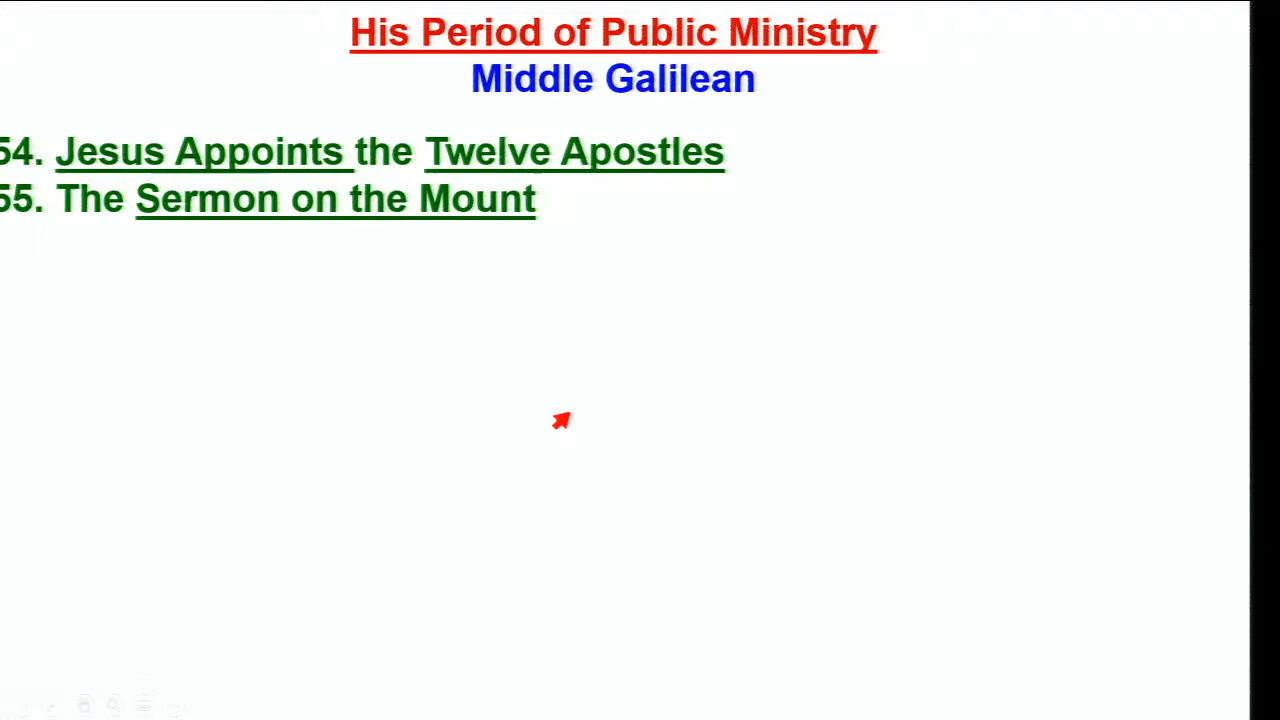 His Period of Public Ministry
Middle Galilean
54. Jesus Appoints the Twelve Apostles
55. The Sermon on the Mount